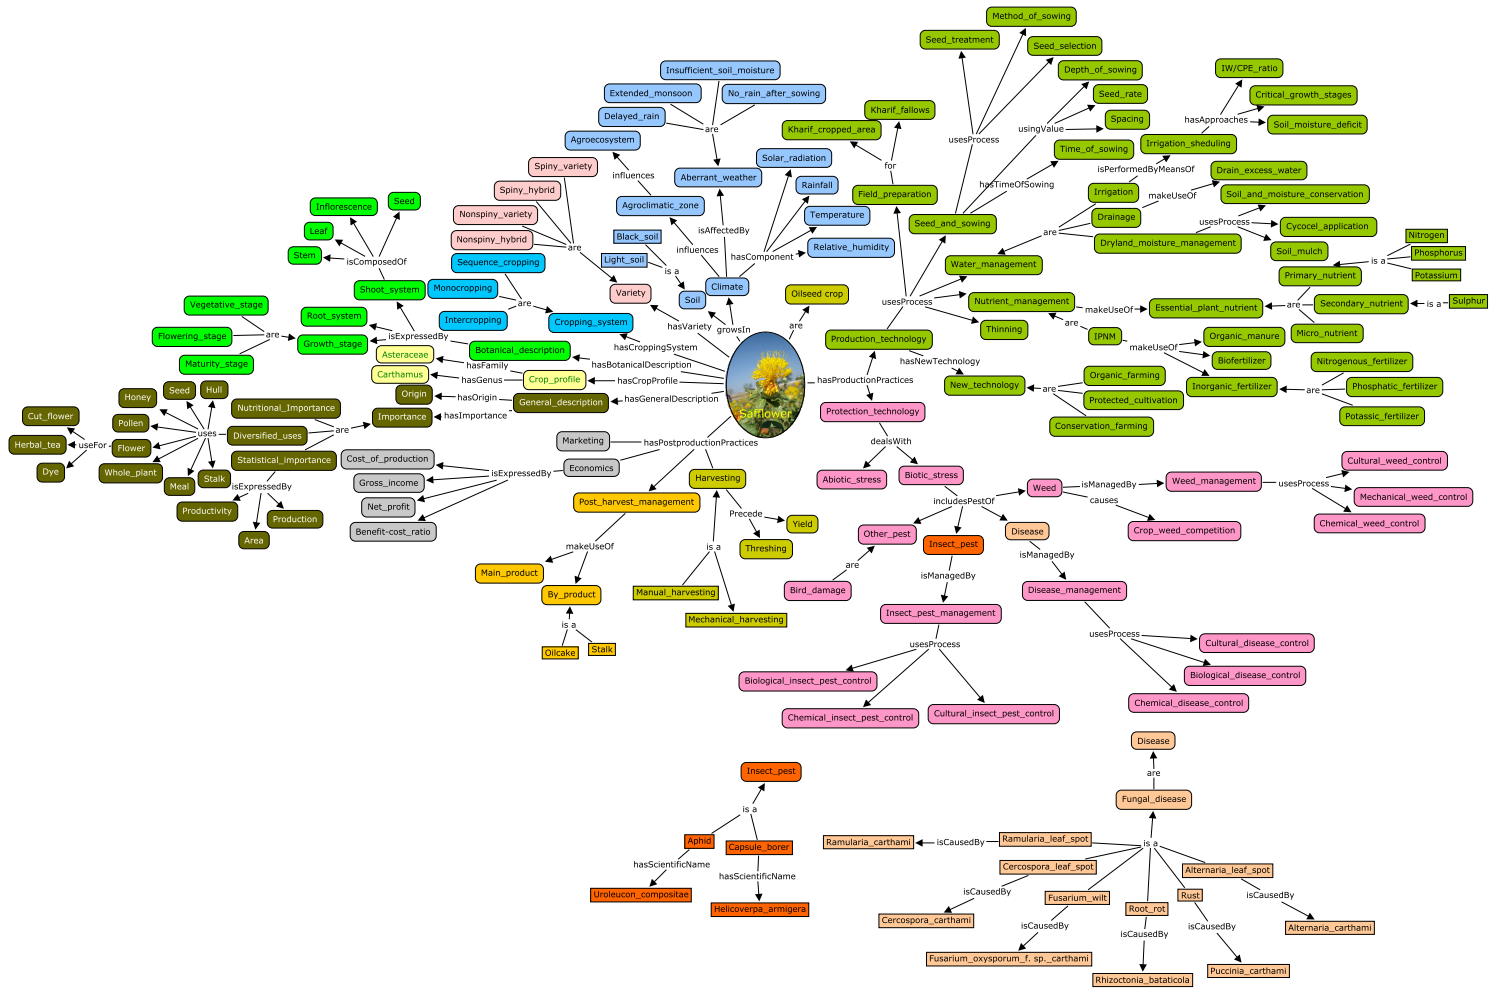 Method_of_sowing
Seed_treatment
Seed_selection
Depth_of_sowing
Seed_rate
Spacing
usingValue
usesProcess
Time_of_sowing
hasTimeOfSowing
Seed_and_sowing
IW/CPE_ratio
Critical_growth_stages
hasApproaches
Soil_moisture_deficit
Irrigation_sheduling
isPerformedByMeansOf
Irrigation
Drainage
Dryland_moisture_management
are
Water_management
makeUseOf
Drain_excess_water
Soil_and_moisture_conservation
usesProcess
Cycocel_application
Soil_mulch
Nitrogen
Phosphorus
Potassium
is a
Primary_nutrient
Secondary_nutrient
is a
Sulphur
Micro_nutrient
are
Essential_plant_nutrient
makeUseOf
Nutrient_management
are
IPNM
makeUseOf
Organic_manure
Biofertilizer
Inorganic_fertilizer
are
Nitrogenous_fertilizer
Phosphatic_fertilizer
Potassic_fertilizer
Thinning
usesProcess
Kharif_fallows
Kharif_cropped_area
for
Field_preparation
Production_technology
hasNewTechnology
New_technology
are
Organic_farming
Protected_cultivation
Conservation_farming
hasProductionPractices
Insufficient_soil_moisture
Extended_monsoon
No_rain_after_sowing
Delayed_rain
are
Aberrant_weather
isAffectedBy
Agroecosystem
influences
Agroclimatic_zone
influences
Solar_radiation
Rainfall
Temperature
Relative_humidity
hasComponent
Climate
Black_soil
Light_soil
is a
Soil
growsIn
Oilseed crop
are
Safflower
Spiny_variety
Spiny_hybrid
Nonspiny_variety
Nonspiny_hybrid
are
Variety
hasVariety
Sequence_cropping
Monocropping
Intercropping
are
Cropping_system
hasCroppingSystem
Inflorescence
Seed
Leaf
Stem
isComposedOf
Shoot_system
Root_system
isExpressedBy
Growth_stage
Vegetative_stage
Flowering_stage
Maturity_stage
are
Botanical_description
hasBotanicalDescription
Asteraceae
hasFamily
Carthamus
hasGenus
Crop_profile
hasCropProfile
Origin
hasOrigin
General_description
hasGeneralDescription
Importance
hasImportance
Nutritional_Importance
Diversified_uses
Statistical_importance
are
uses
Honey
Seed
Hull
Pollen
Flower
Whole_plant
Meal
Stalk
useFor
Cut_flower
Herbal_tea
Dye
isExpressedBy
Productivity
Area
Production
Marketing
hasPostproductionPractices
Economics
isExpressedBy
Cost_of_production
Gross_income
Net_profit
Benefit-cost_ratio
Post_harvest_management
makeUseOf
Main_product
By_product
is a
Oilcake
Stalk
Harvesting
Precede
Yield
Threshing
is a
Manual_harvesting
Mechanical_harvesting
Protection_technology
dealsWith
Abiotic_stress
Biotic_stress
includesPestOf
Weed
isManagedBy
Weed_management
usesProcess
Cultural_weed_control
Mechanical_weed_control
Chemical_weed_control
causes
Crop_weed_competition
Other_pest
are
Bird_damage
Insect_pest
isManagedBy
Insect_pest_management
usesProcess
Biological_insect_pest_control
Chemical_insect_pest_control
Cultural_insect_pest_control
Disease
isManagedBy
Disease_management
usesProcess
Cultural_disease_control
Biological_disease_control
Chemical_disease_control
Insect_pest
is a
Aphid
Capsule_borer
hasScientificName
hasScientificName
Uroleucon_compositae
Helicoverpa_armigera
Disease
are
Fungal_disease
is a
Ramularia_leaf_spot
isCausedBy
Ramularia_carthami
Cercospora_leaf_spot
isCausedBy
Cercospora_carthami
Fusarium_wilt
isCausedBy
Fusarium_oxysporum_f. sp._carthami
Root_rot
isCausedBy
Rhizoctonia_bataticola
Rust
isCausedBy
Puccinia_carthami
Alternaria_leaf_spot
isCausedBy
Alternaria_carthami